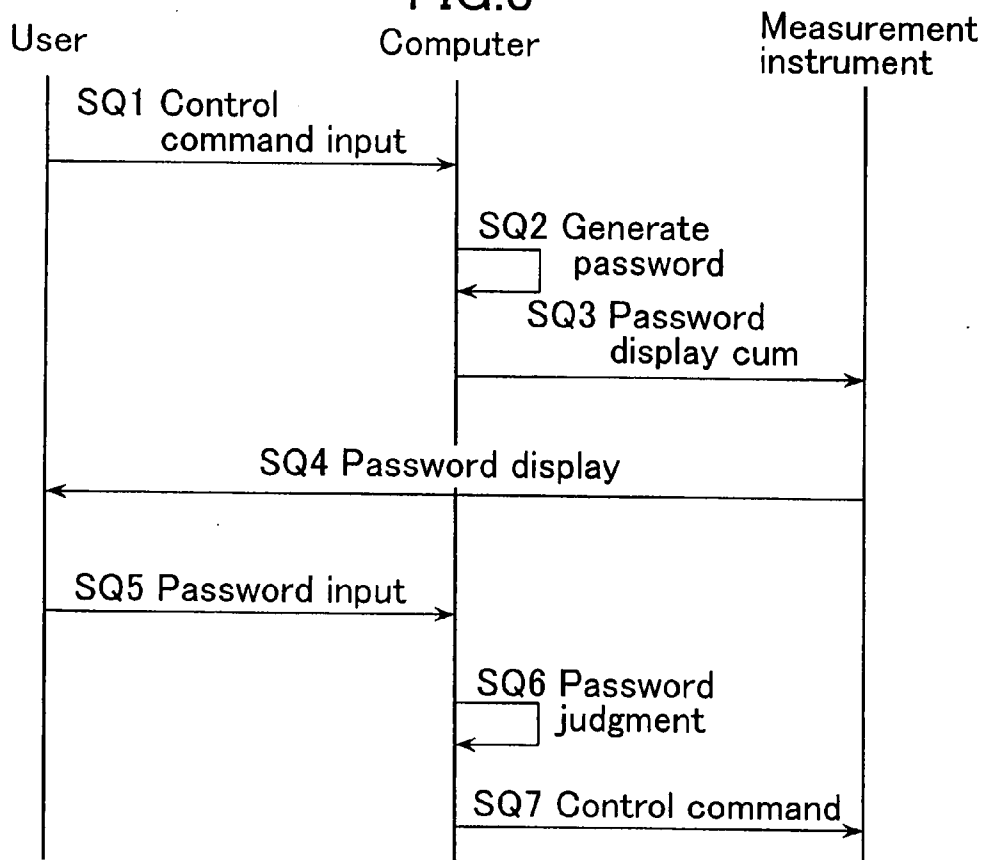 User
Computer
Measurement
instrument
SQ1 Control
command input
SQ2 Generate
password
SQ3 Password
display cum
SQ4 Password display
SQ5 Password input
SQ6 Password
judgment
SQ7 Control command